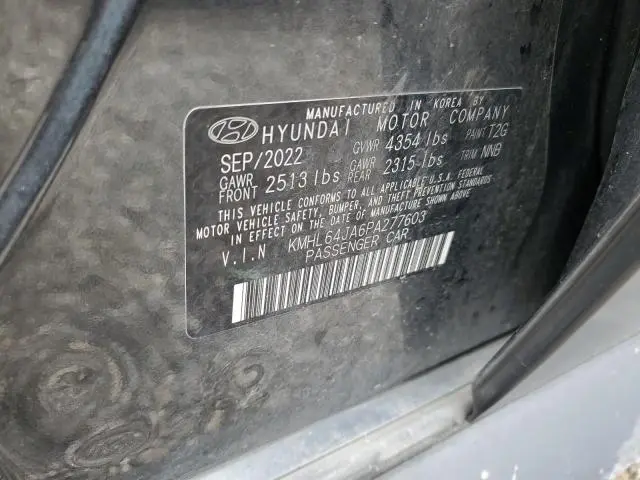 MANUFACTURED IN KOREA BY
HYUNDAI MOTOR COMPANY
SEP/2022 GVWR 4354 lbs PAINT T2G
GAWR FRONT 2513 lbs GAWR REAR 2315 lbs TRIM NNB
THIS VEHICLE CONFORMS TO ALL APPLICABLE U.S.A. FEDERAL
MOTOR VEHICLE SAFETY, BUMPER, AND THEFT PREVENTION STANDARDS
IN EFFECT ON THE DATE OF MANUFACTURE SHOWN ABOVE
V.I.N KMHL64JA6PA277603
PASSENGER CAR